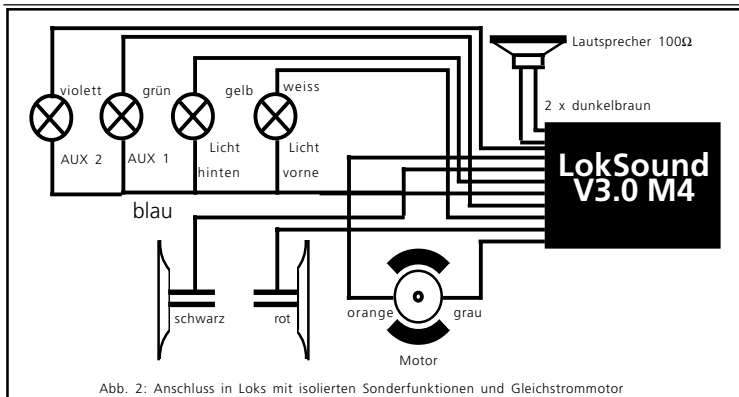 Lautsprecher 100Ω
violett
grün
gelb
weiss
2 x dunkelbraun
AUX 2
AUX 1
Licht
hinten
Licht
vorne
LokSound
V3.0 M4
blau
schwarz
rot
orange
grau
Motor
Abb. 2: Anschluss in Loks mit isolierten Sonderfunktionen und Gleichstrommotor